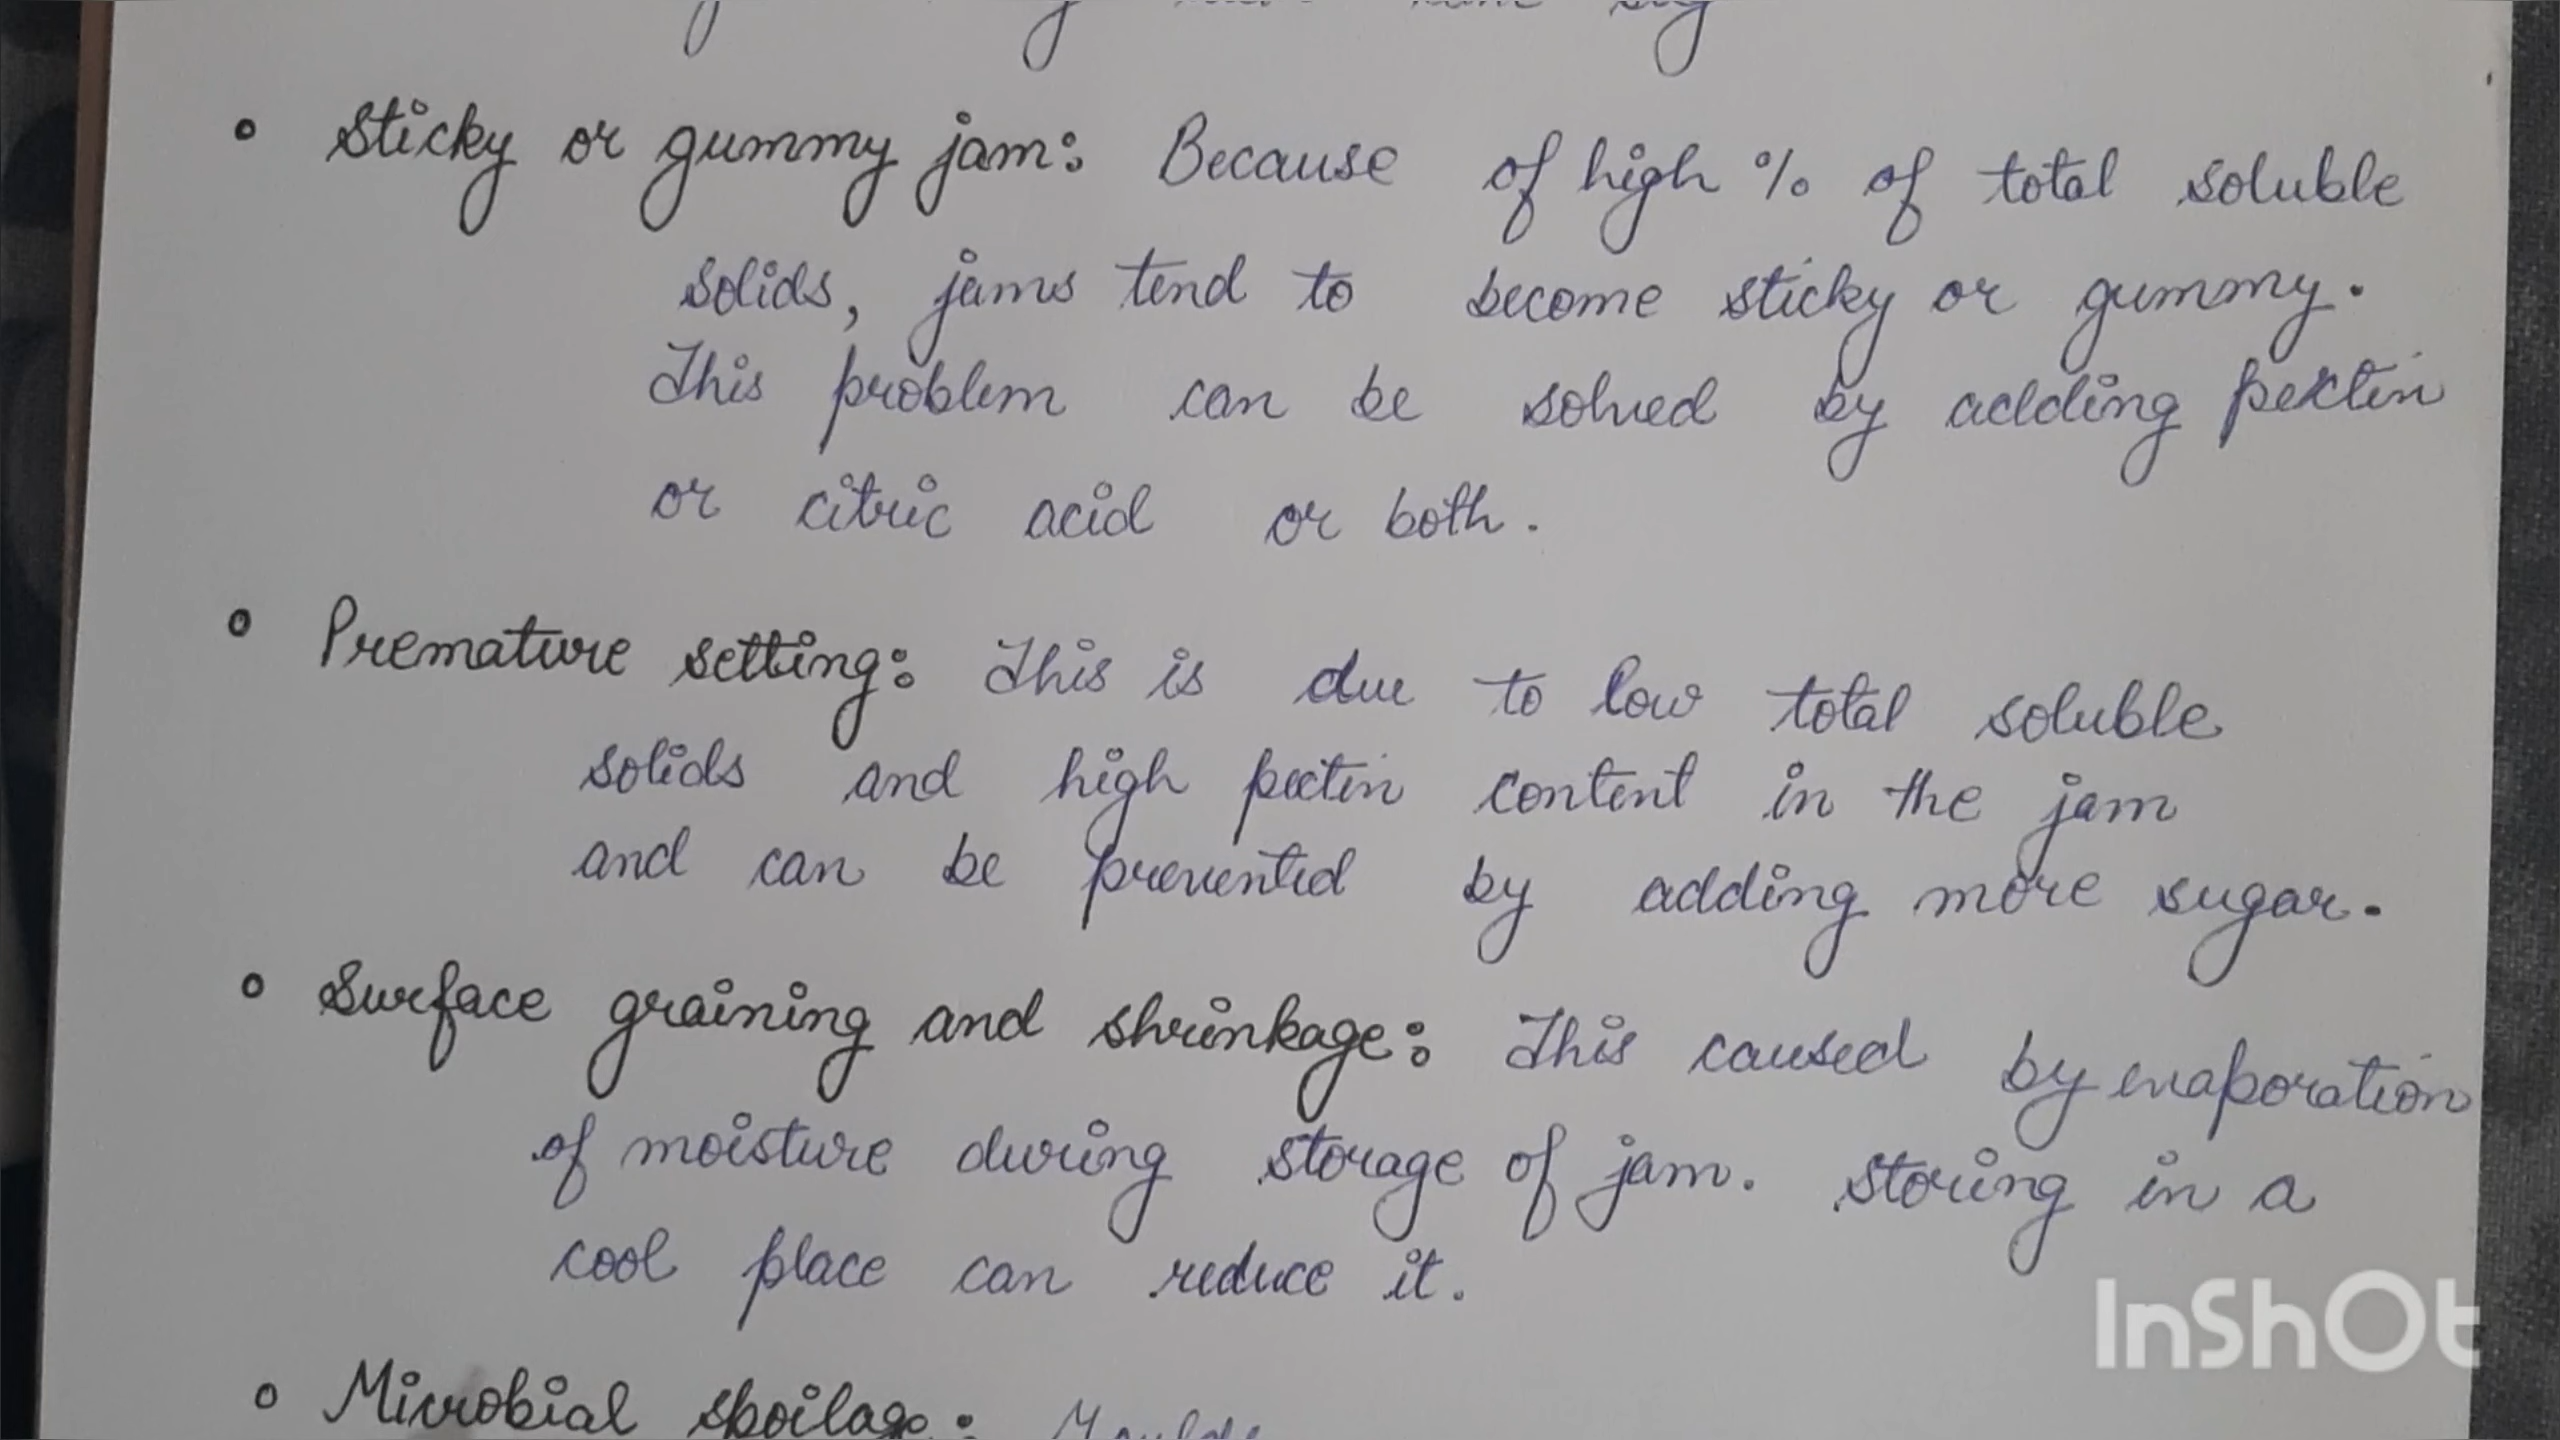 • Sticky or gummy jam: Because of high % of total soluble
solids, jams tend to become sticky or gummy.
This problem can be solved by adding pectin
or citric acid or both.
• Premature setting: This is due to low total soluble
solids and high pectin content in the jam
and can be prevented by adding more sugar.
• Surface graining and shrinkage: This caused by evaporation
of moisture during storage of jam. Storing in a
cool place can reduce it.
• Microbial spoilage: Moulds
InShOt